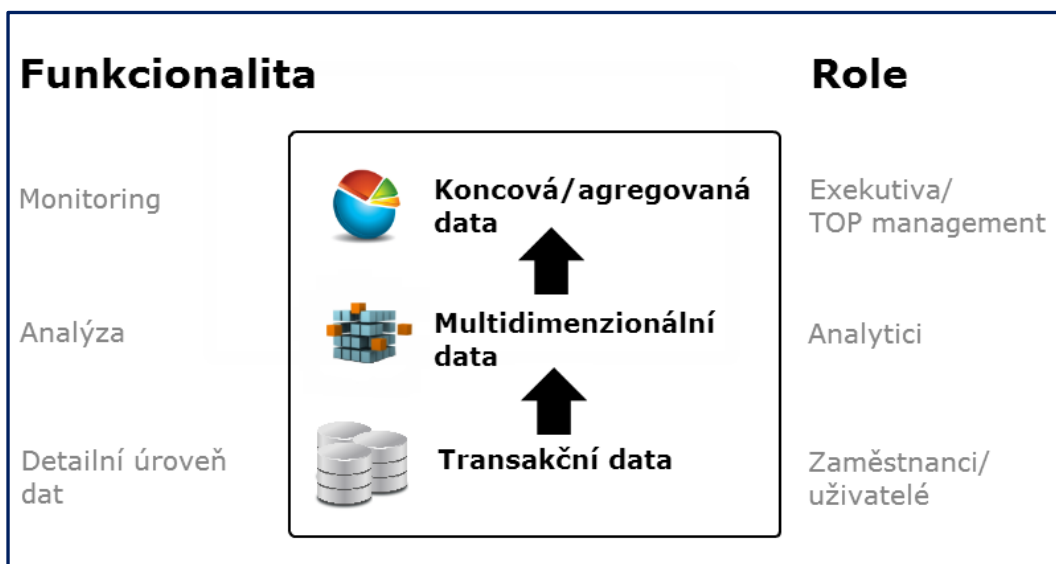 Funkcionalita
Role
Monitoring
Koncová/agregovaná
data
Exekutiva/
TOP management
Analýza
Multidimenzionální
data
Analytici
Detailní úroveň
dat
Transakční data
Zaměstnanci/
uživatelé